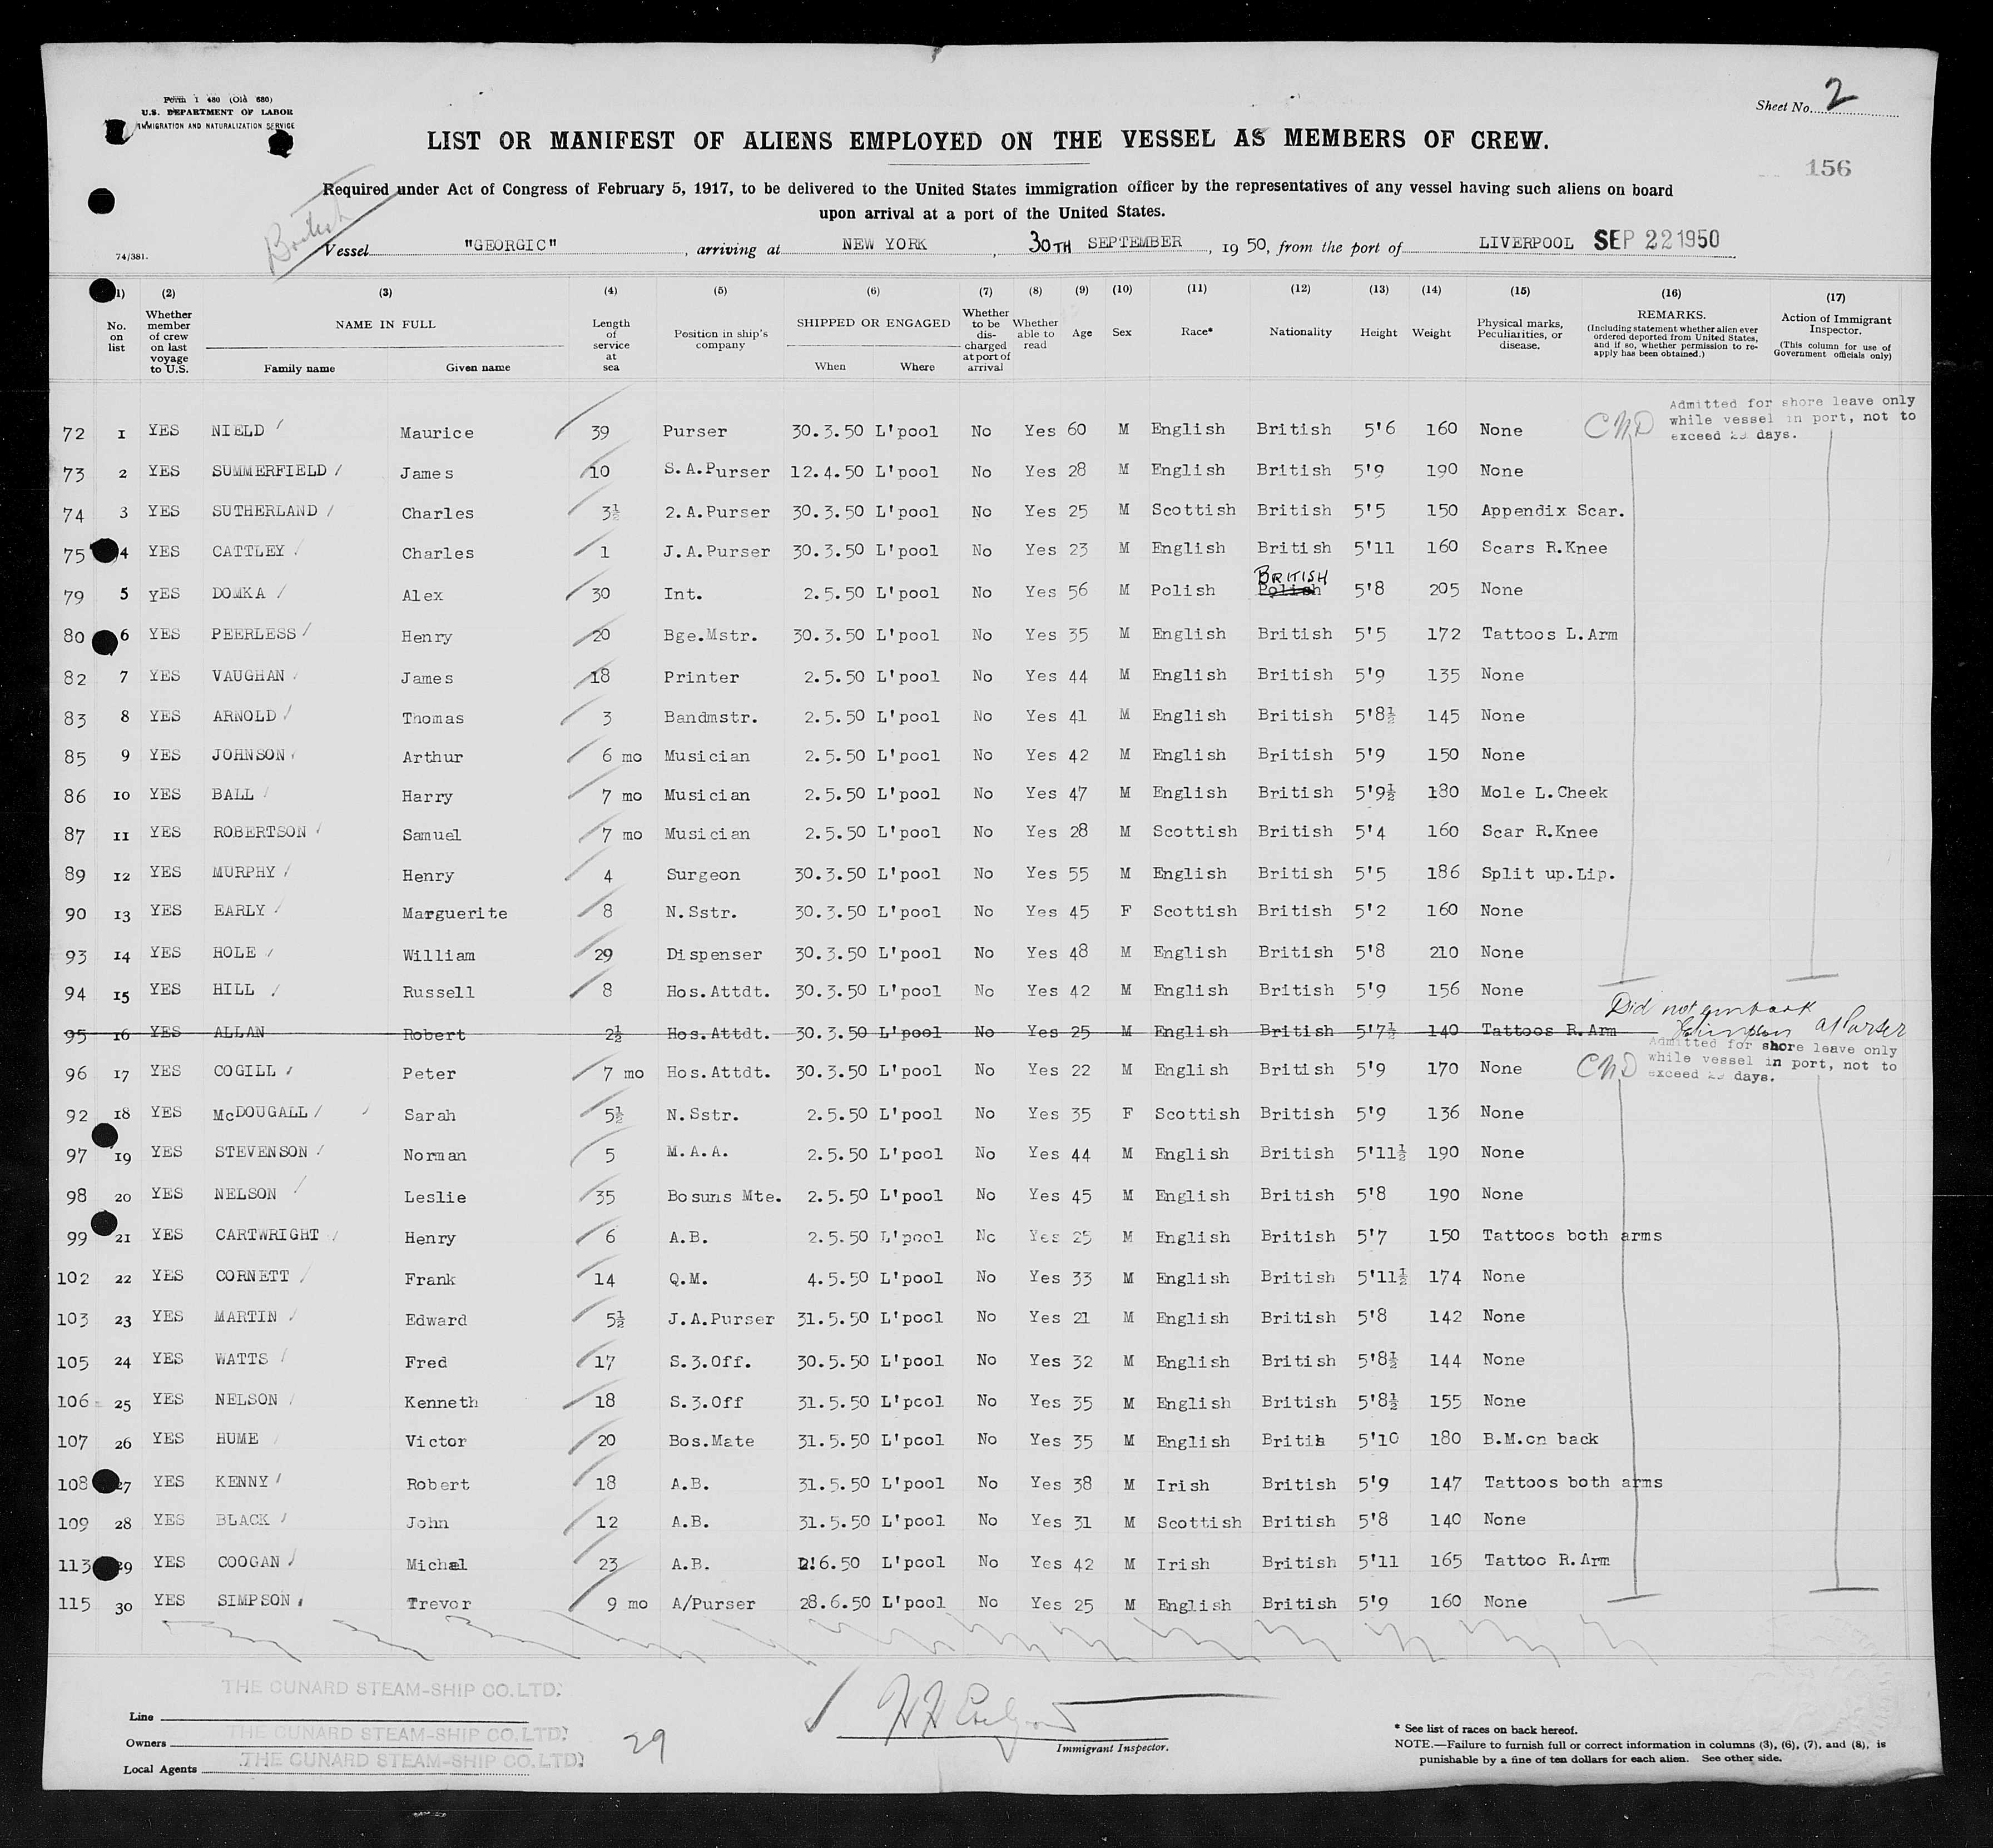 Form 1 480 (Old 680)
U.S. DEPARTMENT OF LABOR
IMMIGRATION AND NATURALIZATION SERVICE
Sheet No. 2
LIST OR MANIFEST OF ALIENS EMPLOYED ON THE VESSEL AS MEMBERS OF CREW.
156
Required under Act of Congress of February 5, 1917, to be delivered to the United States immigration officer by the representatives of any vessel having such aliens on board
upon arrival at a port of the United States.
British
74/381.
Vessel "GEORGIC", arriving at NEW YORK, 30TH SEPTEMBER, 1950, from the port of LIVERPOOL SEP 22 1950
(1) No. on list
(2) Whether member of crew on last voyage to U.S.
(3) NAME IN FULL Family name Given name
(4) Length of service at sea
(5) Position in ship's company
(6) SHIPPED OR ENGAGED When Where
(7) Whether to be discharged at port of arrival
(8) Whether able to read
(9) Age
(10) Sex
(11) Race*
(12) Nationality
(13) Height
(14) Weight
(15) Physical marks, Peculiarities, or disease.
(16) REMARKS. (Including statement whether alien ever ordered deported from United States, and if so, whether permission to re-apply has been obtained.)
(17) Action of Immigrant Inspector. (This column for use of Government officials only)
Admitted for shore leave only
while vessel in port, not to
exceed 29 days.
72 1 YES NIELD Maurice 39 Purser 30.3.50 L'pool No Yes 60 M English British 5'6 160 None
73 2 YES SUMMERFIELD James 10 S.A.Purser 12.4.50 L'pool No Yes 28 M English British 5'9 190 None
74 3 YES SUTHERLAND Charles 3½ 2.A.Purser 30.3.50 L'pool No Yes 25 M Scottish British 5'5 150 Appendix Scar.
75 4 YES CATTLEY Charles 1 J.A.Purser 30.3.50 L'pool No Yes 23 M English British 5'11 160 Scars R.Knee
79 5 YES DOMKA Alex 30 Int. 2.5.50 L'pool No Yes 56 M Polish BRITISH Polish 5'8 205 None
80 6 YES PEERLESS Henry 20 Bge.Mstr. 30.3.50 L'pool No Yes 35 M English British 5'5 172 Tattoos L.Arm
82 7 YES VAUGHAN James 18 Printer 2.5.50 L'pool No Yes 44 M English British 5'9 135 None
83 8 YES ARNOLD Thomas 3 Bandmstr. 2.5.50 L'pool No Yes 41 M English British 5'8½ 145 None
85 9 YES JOHNSON Arthur 6 mo Musician 2.5.50 L'pool No Yes 42 M English British 5'9 150 None
86 10 YES BALL Harry 7 mo Musician 2.5.50 L'pool No Yes 47 M English British 5'9½ 180 Mole L.Cheek
87 11 YES ROBERTSON Samuel 7 mo Musician 2.5.50 L'pool No Yes 28 M Scottish British 5'4 160 Scar R.Knee
89 12 YES MURPHY Henry 4 Surgeon 30.3.50 L'pool No Yes 55 M English British 5'5 186 Split up.Lip.
90 13 YES EARLY Marguerite 8 N.Sstr. 30.3.50 L'pool No Yes 45 F Scottish British 5'2 160 None
93 14 YES HOLE William 29 Dispenser 30.3.50 L'pool No Yes 48 M English British 5'8 210 None
94 15 YES HILL Russell 8 Hos.Attdt. 30.3.50 L'pool No Yes 42 M English British 5'9 156 None
Did not embark
95 16 YES ALLAN Robert 2½ Hos.Attdt. 30.3.50 L'pool No Yes 25 M English British 5'7½ 140 Tattoos R.Arm A/Purser
Admitted for shore leave only
while vessel in port, not to
exceed 29 days.
96 17 YES COGILL Peter 7 mo Hos.Attdt. 30.3.50 L'pool No Yes 22 M English British 5'9 170 None
92 18 YES McDOUGALL Sarah 5½ N.Sstr. 2.5.50 L'pool No Yes 35 F Scottish British 5'9 136 None
97 19 YES STEVENSON Norman 5 M.A.A. 2.5.50 L'pool No Yes 44 M English British 5'11½ 190 None
98 20 YES NELSON Leslie 35 Bosuns Mte. 2.5.50 L'pool No Yes 45 M English British 5'8 190 None
99 21 YES CARTWRIGHT Henry 6 A.B. 2.5.50 L'pool No Yes 25 M English British 5'7 150 Tattoos both arms
102 22 YES CORNETT Frank 14 Q.M. 4.5.50 L'pool No Yes 33 M English British 5'11½ 174 None
103 23 YES MARTIN Edward 5½ J.A.Purser 31.5.50 L'pool No Yes 21 M English British 5'8 142 None
105 24 YES WATTS Fred 17 S.3.Off. 30.5.50 L'pool No Yes 32 M English British 5'8½ 144 None
106 25 YES NELSON Kenneth 18 S.3.Off 31.5.50 L'pool No Yes 35 M English British 5'8½ 155 None
107 26 YES HUME Victor 20 Bos.Mate 31.5.50 L'pool No Yes 35 M English Britih 5'10 180 B.M.on back
108 27 YES KENNY Robert 18 A.B. 31.5.50 L'pool No Yes 38 M Irish British 5'9 147 Tattoos both arms
109 28 YES BLACK John 12 A.B. 31.5.50 L'pool No Yes 31 M Scottish British 5'8 140 None
113 29 YES COOGAN Michael 23 A.B. 2.6.50 L'pool No Yes 42 M Irish British 5'11 165 Tattoo R.Arm
115 30 YES SIMPSON Trevor 9 mo A/Purser 28.6.50 L'pool No Yes 25 M English British 5'9 160 None
THE CUNARD STEAM-SHIP CO. LTD.
Line
THE CUNARD STEAM-SHIP CO. LTD.
Owners
THE CUNARD STEAM-SHIP CO. LTD.
Local Agents
29
Immigrant Inspector.
* See list of races on back hereof.
NOTE.—Failure to furnish full or correct information in columns (3), (6), (7), and (8), is
punishable by a fine of ten dollars for each alien. See other side.